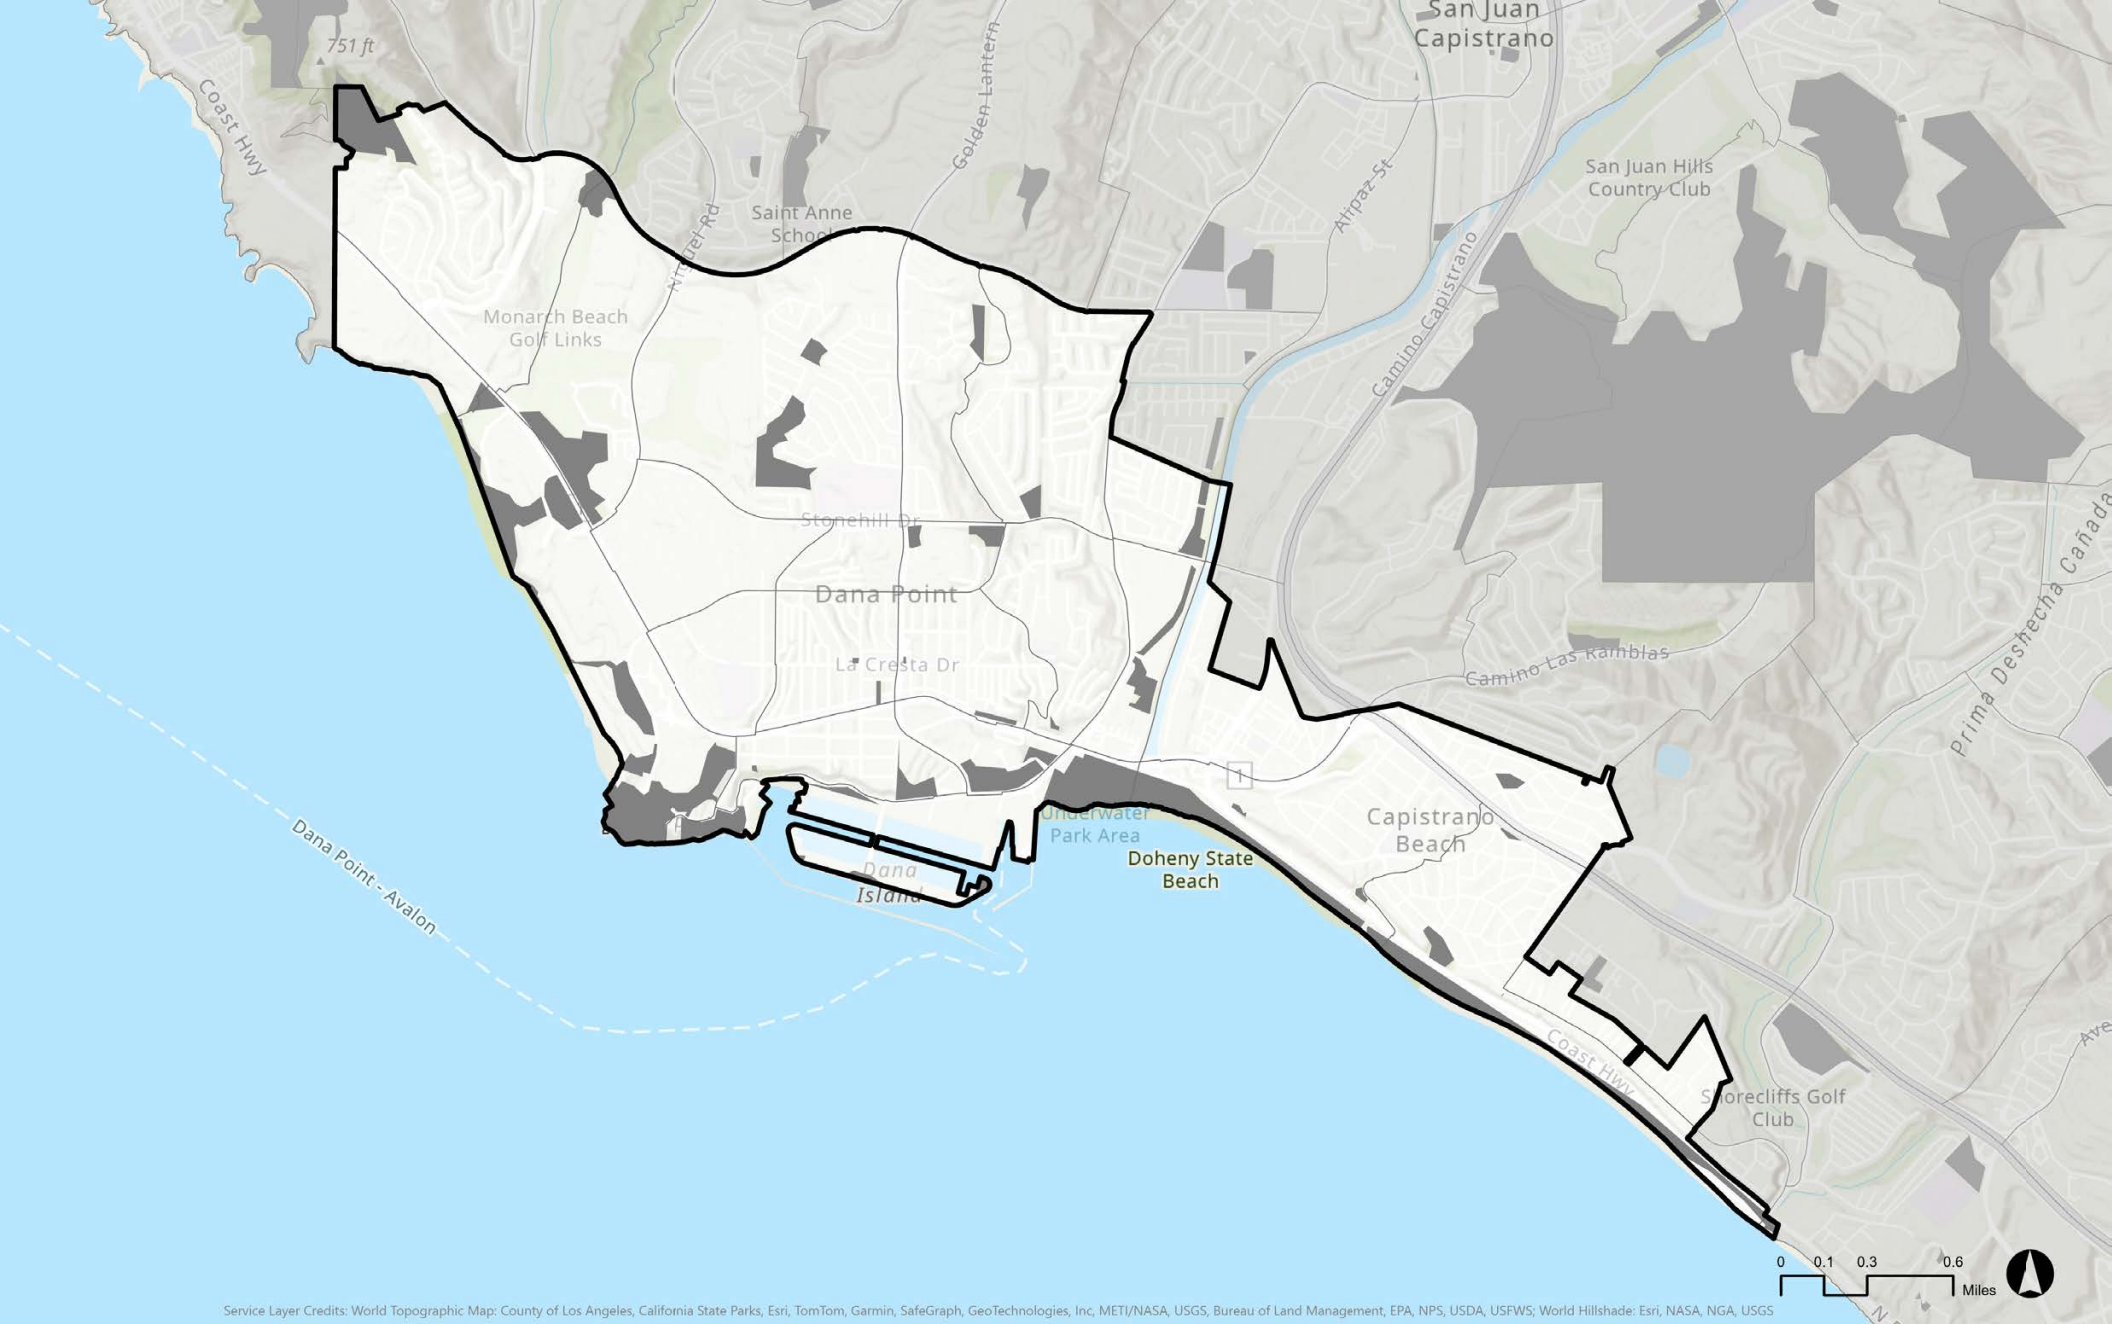 San Juan
Capistrano
751 ft
Coast Hwy
Golden Lantern
San Juan Hills
Country Club
Alipaz St
Saint Anne
School
Niguel Rd
Camino Capistrano
Monarch Beach
Golf Links
Stonehill Dr
Prima Deshecha Cañada
Dana Point
La Cresta Dr
Camino Las Ramblas
1
Underwater
Park Area
Capistrano
Beach
Doheny State
Beach
Dana
Island
Dana Point - Avalon
Coast Hwy
Ave
Shorecliffs Golf
Club
0 0.1 0.3 0.6
Miles
N
Service Layer Credits: World Topographic Map: County of Los Angeles, California State Parks, Esri, TomTom, Garmin, SafeGraph, GeoTechnologies, Inc, METI/NASA, USGS, Bureau of Land Management, EPA, NPS, USDA, USFWS; World Hillshade: Esri, NASA, NGA, USGS